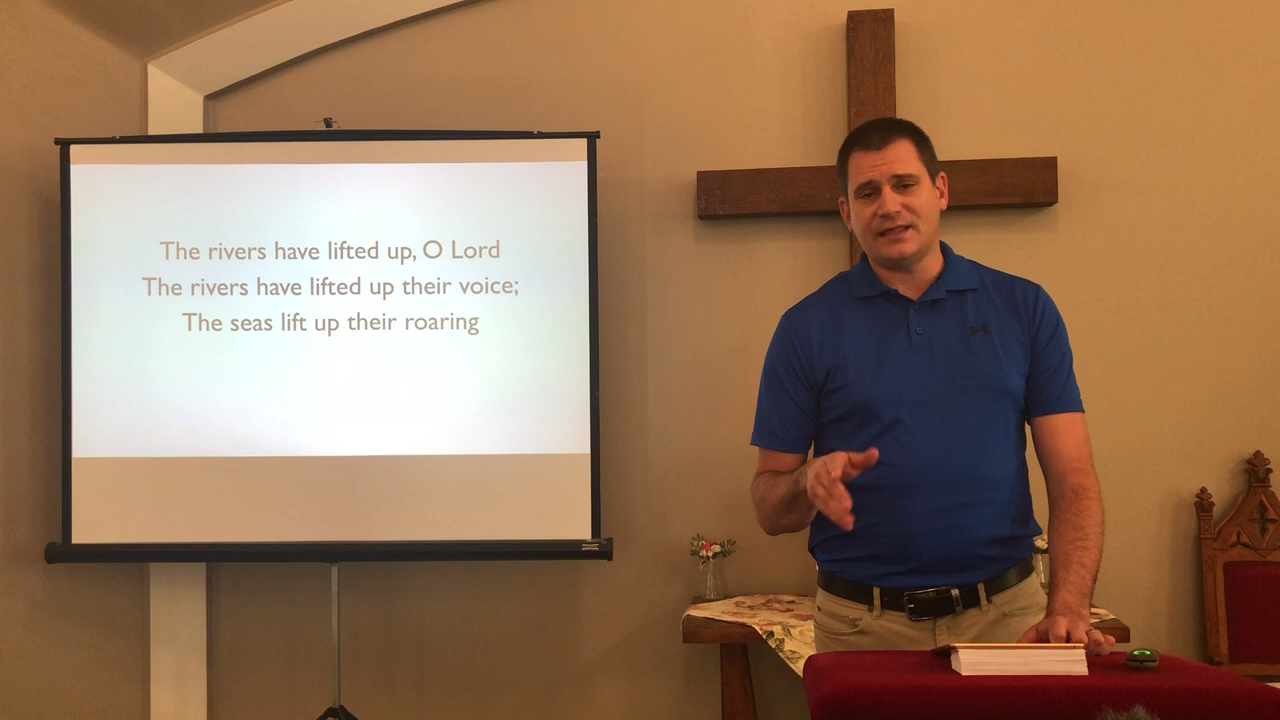 The rivers have lifted up, O Lord
The rivers have lifted up their voice;
The seas lift up their roaring